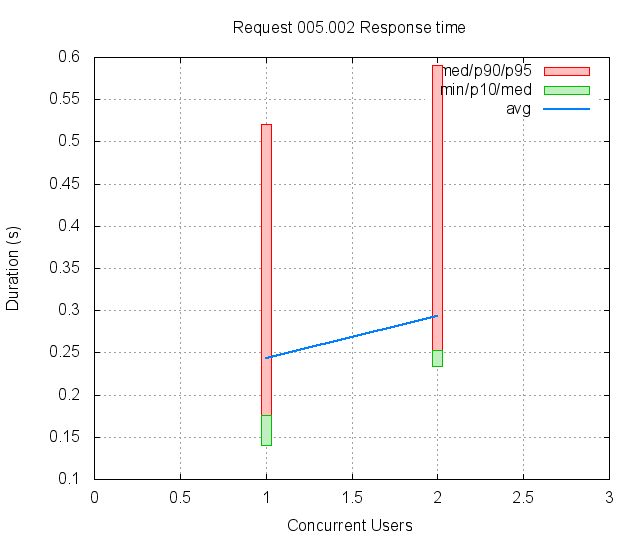 Request 005.002 Response time
0.6
0.55
0.5
0.45
0.4
0.35
0.3
0.25
0.2
0.15
0.1
Duration (s)
med/p90/p95
min/p10/med
avg
0 0.5 1 1.5 2 2.5 3
Concurrent Users